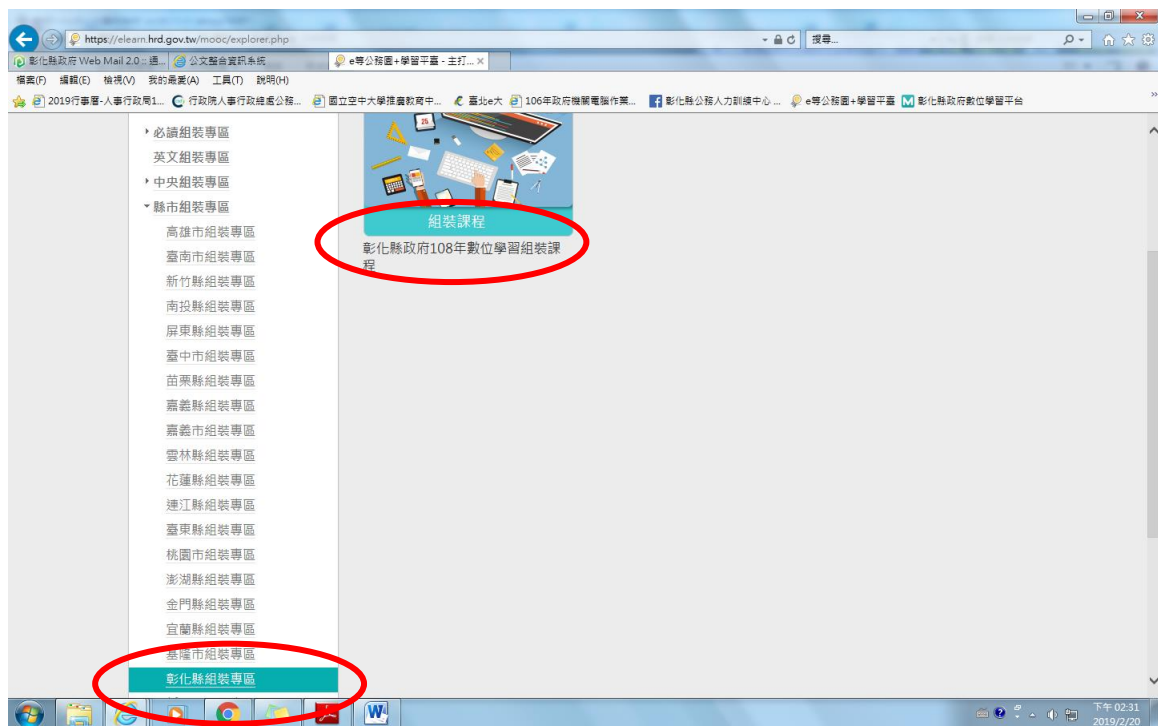 https://elearn.hrd.gov.tw/mooc/explorer.php
搜尋...
彰化縣政府 Web Mail 2.0 :: 通...
公文整合資訊系統
e等公務園+學習平臺 - 主打...
檔案(F) 編輯(E) 檢視(V) 我的最愛(A) 工具(T) 說明(H)
2019行事曆-人事行政局1...
行政院人事行政總處公務...
國立空中大學推廣教育中...
臺北e大
106年政府機關電腦作業...
彰化縣公務人力訓練中心 ...
e等公務園+學習平臺
彰化縣政府數位學習平台
必讀組裝專區
英文組裝專區
中央組裝專區
縣市組裝專區
高雄市組裝專區
臺南市組裝專區
新竹縣組裝專區
南投縣組裝專區
屏東縣組裝專區
臺中市組裝專區
苗栗縣組裝專區
嘉義縣組裝專區
嘉義市組裝專區
雲林縣組裝專區
花蓮縣組裝專區
連江縣組裝專區
臺東縣組裝專區
桃園市組裝專區
澎湖縣組裝專區
金門縣組裝專區
宜蘭縣組裝專區
基隆市組裝專區
彰化縣組裝專區
25
組裝課程
彰化縣政府108年數位學習組裝課
程
下午 02:31
2019/2/20